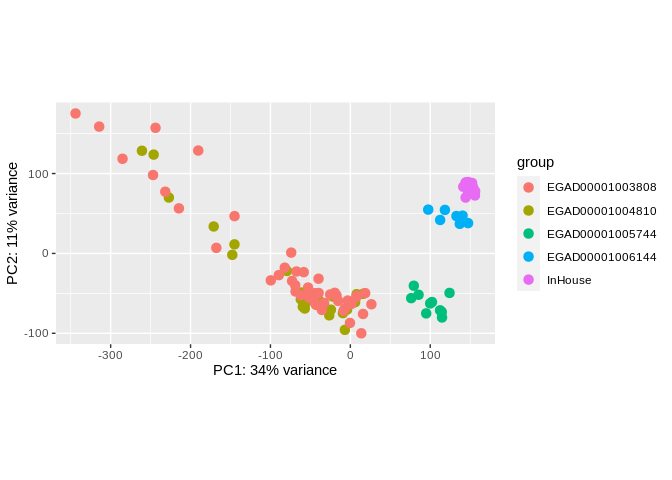 PC2: 11% variance
100
0
-100
-300
-200
-100
0
100
PC1: 34% variance
group
EGAD00001003808
EGAD00001004810
EGAD00001005744
EGAD00001006144
InHouse